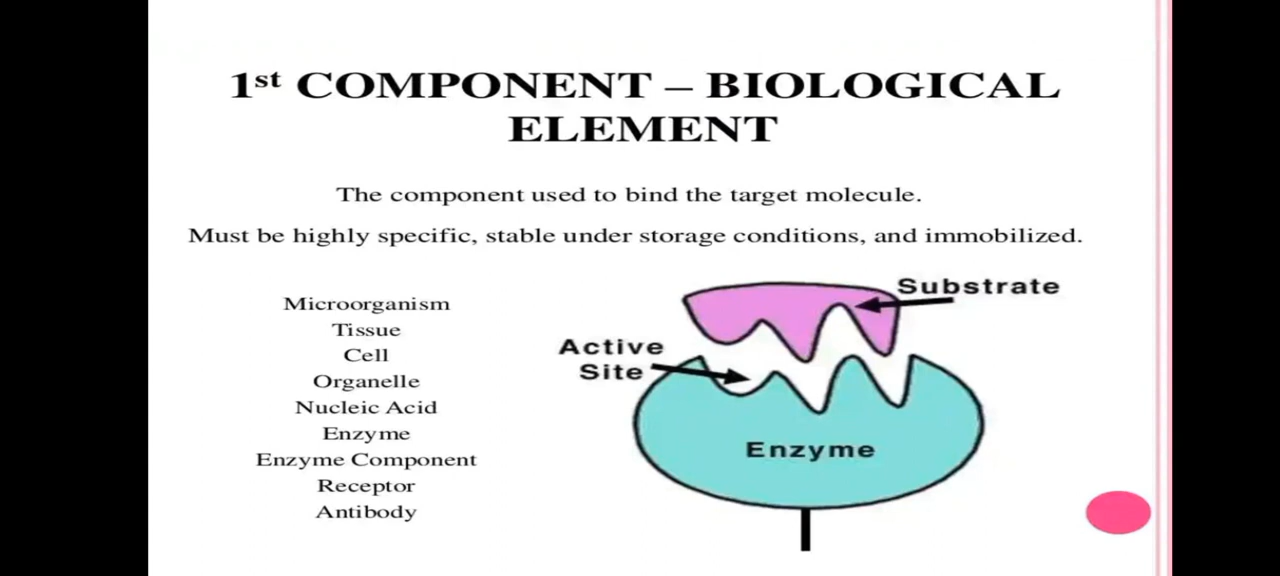 1st COMPONENT – BIOLOGICAL
ELEMENT
The component used to bind the target molecule.
Must be highly specific, stable under storage conditions, and immobilized.
Microorganism
Tissue
Cell
Organelle
Nucleic Acid
Enzyme
Enzyme Component
Receptor
Antibody
Substrate
Active
Site
Enzyme